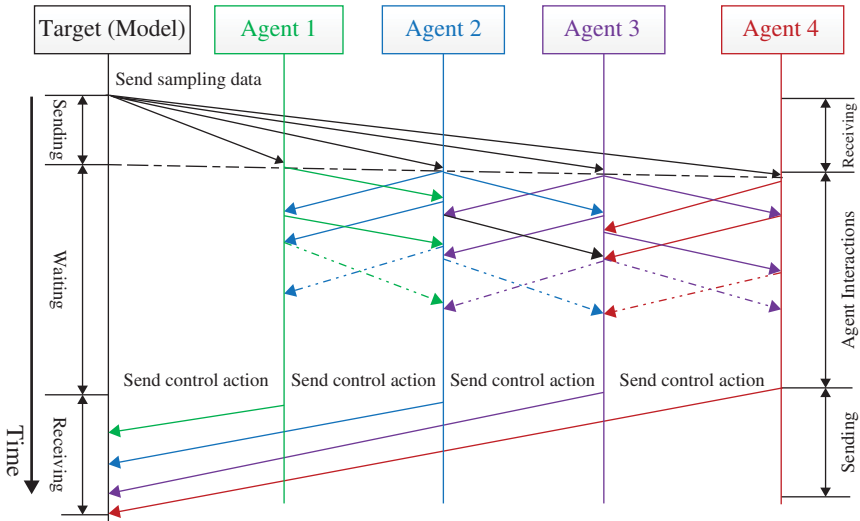 Target (Model)
Agent 1
Agent 2
Agent 3
Agent 4
Send sampling data
Sending
Receiving
Waiting
Agent Interactions
Send control action
Send control action
Send control action
Send control action
Receiving
Sending
Time